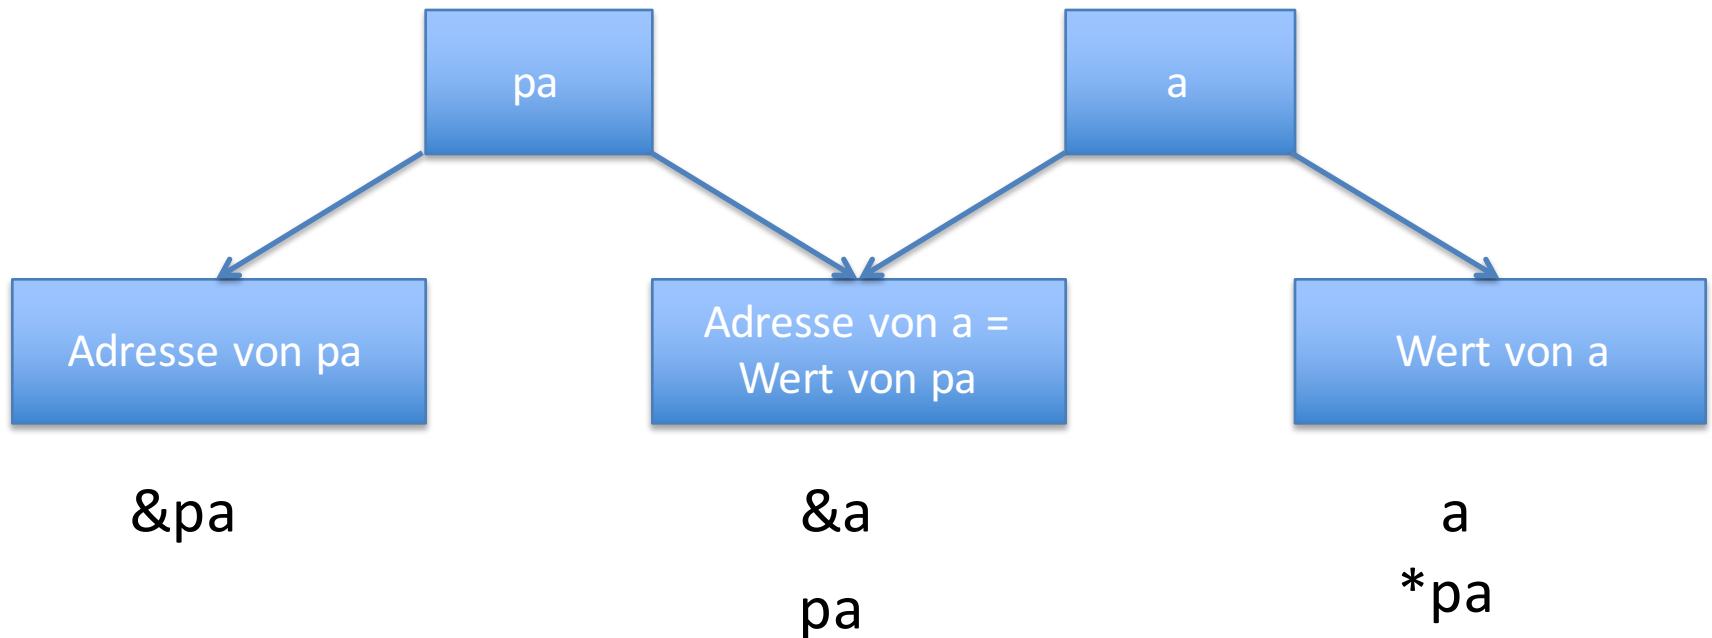 pa
a
Adresse von pa
Adresse von a =
Wert von pa
Wert von a
&pa
&a
a
pa
*pa